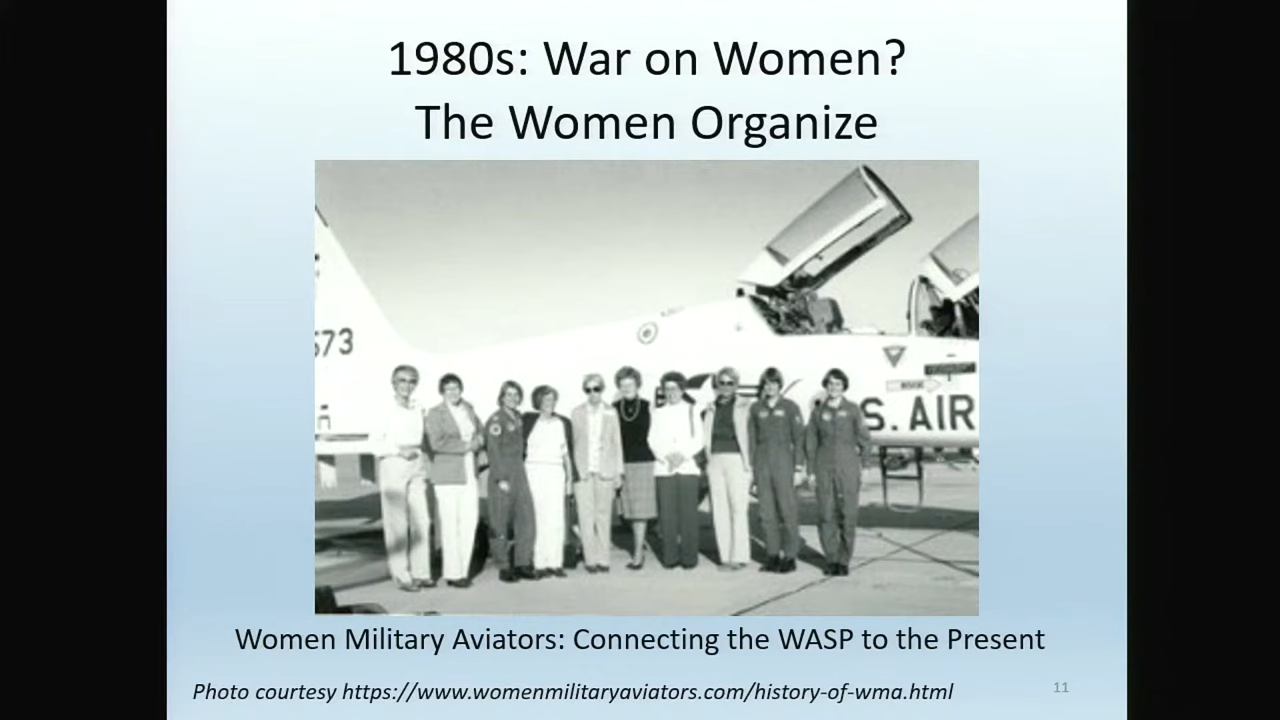 1980s: War on Women?
The Women Organize
573
S. AIR
Women Military Aviators: Connecting the WASP to the Present
Photo courtesy https://www.womenmilitaryaviators.com/history-of-wma.html
11